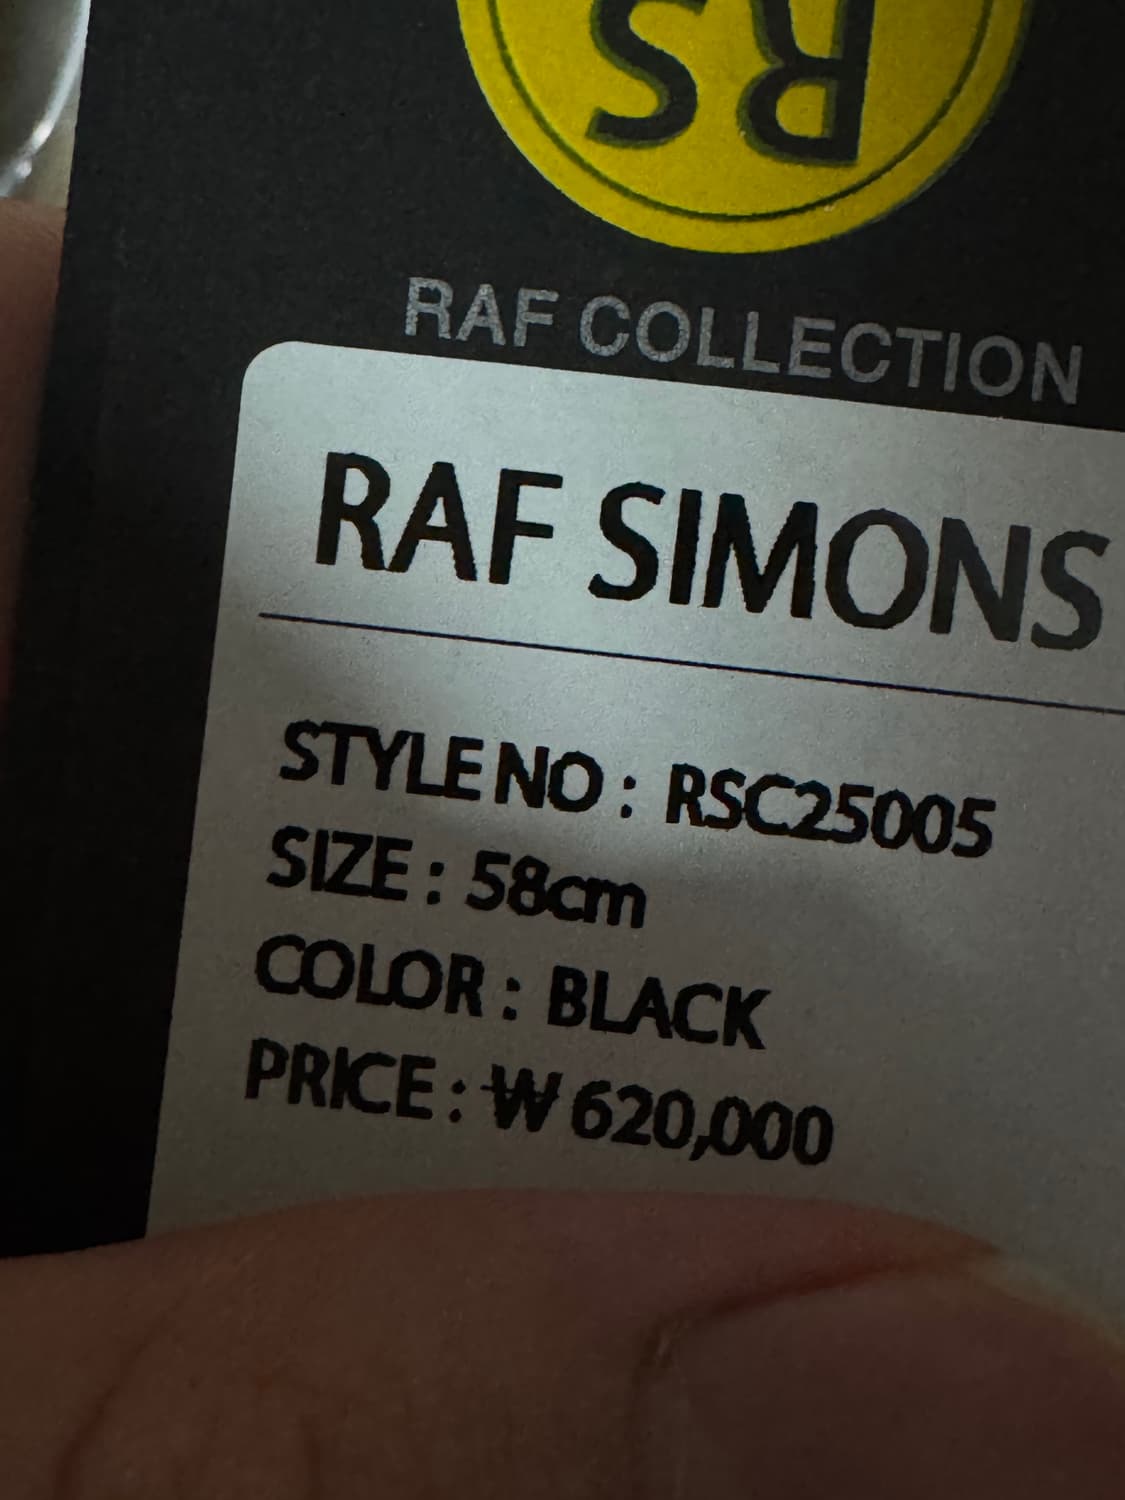 RS
RAF COLLECTION
RAF SIMONS
STYLE NO : RSC25005
SIZE : 58cm
COLOR : BLACK
PRICE : ₩ 620,000